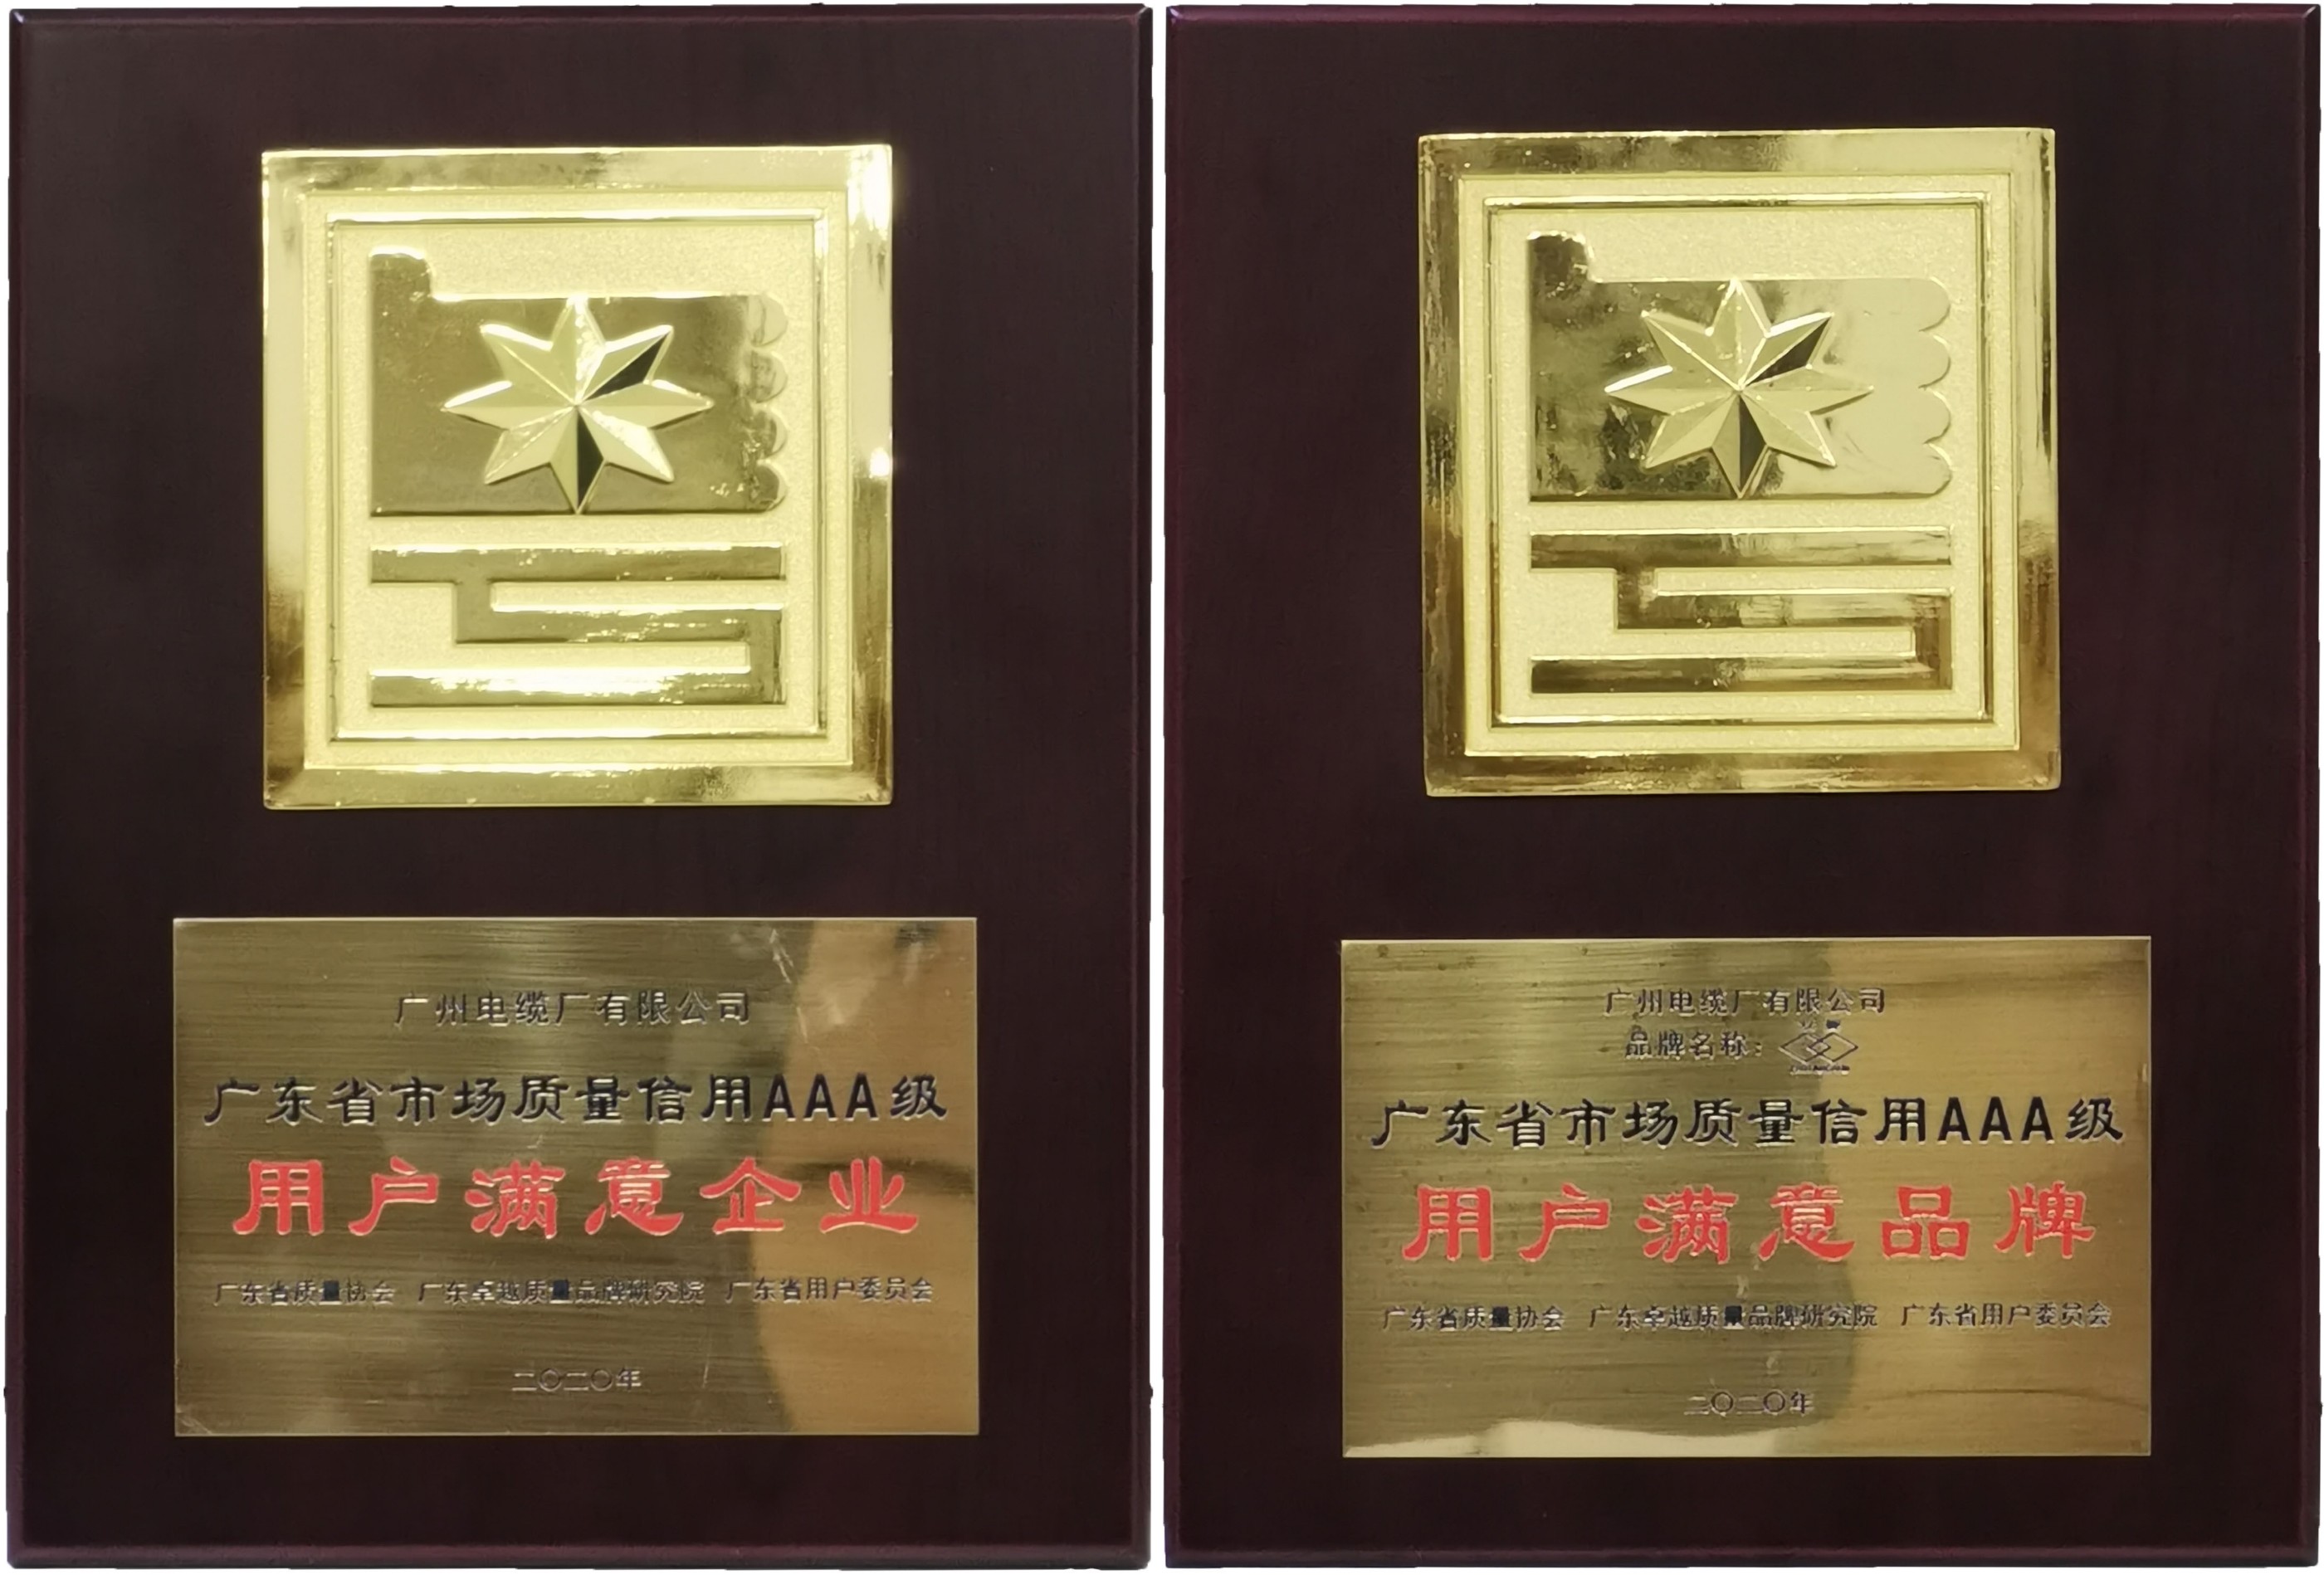 广州电缆厂有限公司
广东省市场质量信用AAA级
用户满意企业
广东省质量协会 广东卓越质量品牌研究院 广东省用户委员会
二〇二〇年
广州电缆厂有限公司
品牌名称:
广东省市场质量信用AAA级
用户满意品牌
广东省质量协会 广东卓越质量品牌研究院 广东省用户委员会
二〇二〇年